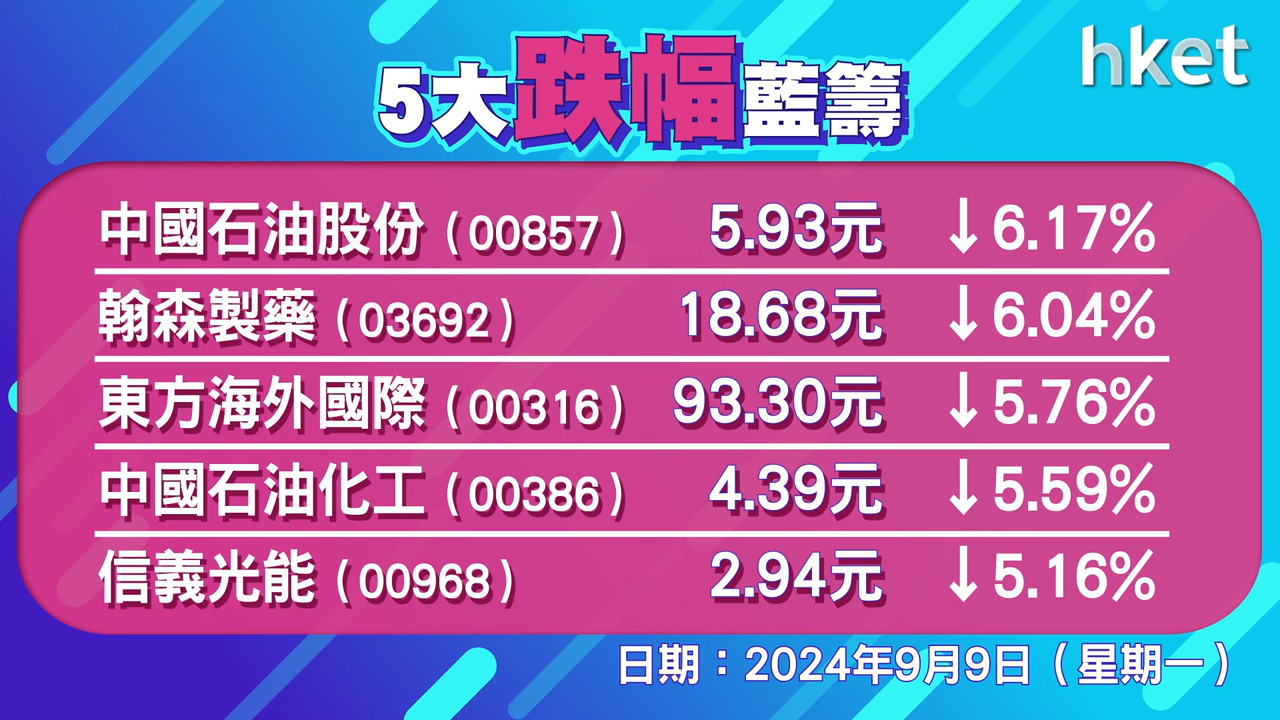 hket
5大跌幅藍籌
中國石油股份（00857） 5.93元 ↓6.17%
翰森製藥（03692） 18.68元 ↓6.04%
東方海外國際（00316） 93.30元 ↓5.76%
中國石油化工（00386） 4.39元 ↓5.59%
信義光能（00968） 2.94元 ↓5.16%
日期：2024年9月9日（星期一）